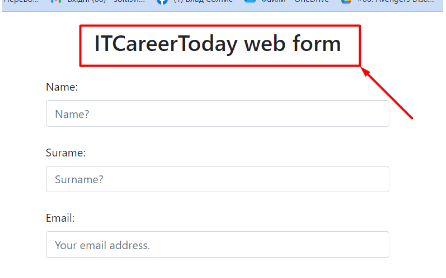 ITCareerToday web form
Name:
Name?
Surame:
Surname?
Email:
Your email address.